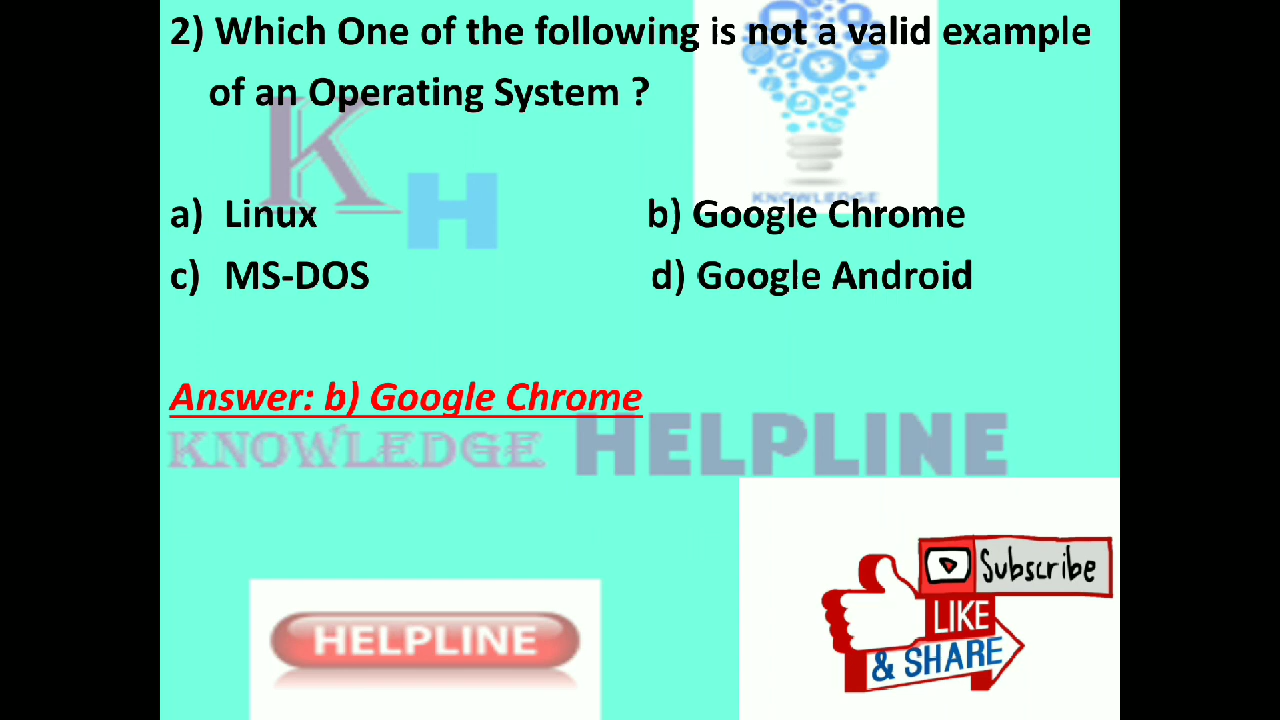 2) Which One of the following is not a valid example
of an Operating System ?
KNOWLEDGE
K
H
a) Linux b) Google Chrome
c) MS-DOS d) Google Android
Answer: b) Google Chrome
KNOWLEDGE HELPLINE
Subscribe
LIKE
& SHARE
HELPLINE